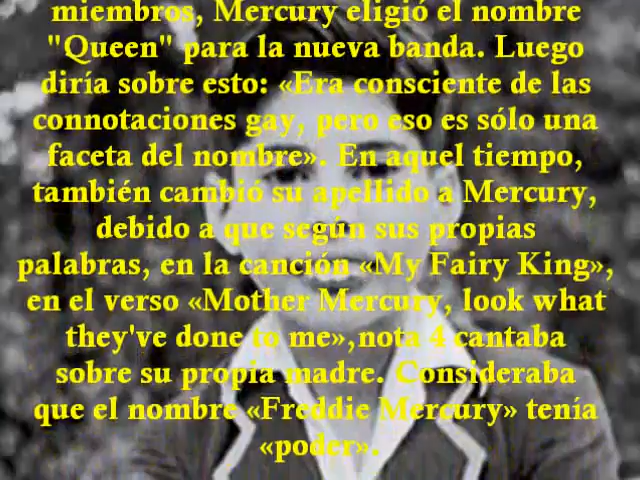 miembros, Mercury eligió el nombre
"Queen" para la nueva banda. Luego
diría sobre esto: «Era consciente de las
connotaciones gay, pero eso es sólo una
faceta del nombre». En aquel tiempo,
también cambió su apellido a Mercury,
debido a que según sus propias
palabras, en la canción «My Fairy King»,
en el verso «Mother Mercury, look what
they've done to me»,nota 4 cantaba
sobre su propia madre. Consideraba
que el nombre «Freddie Mercury» tenía
«poder».